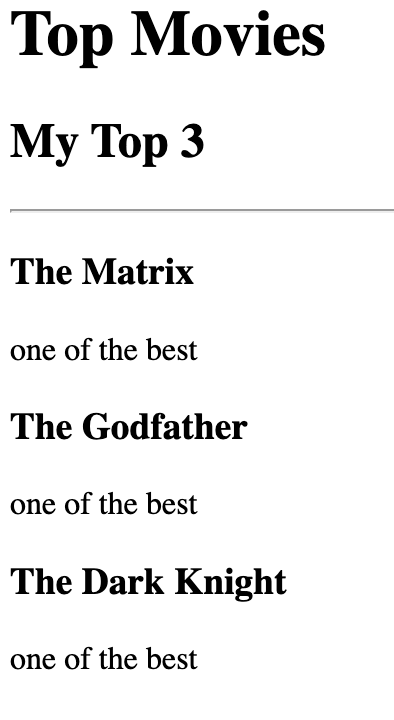 Top Movies
My Top 3
The Matrix
one of the best
The Godfather
one of the best
The Dark Knight
one of the best